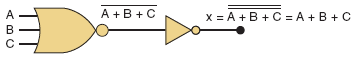 A
B
C
A + B + C
x = A + B + C = A + B + C